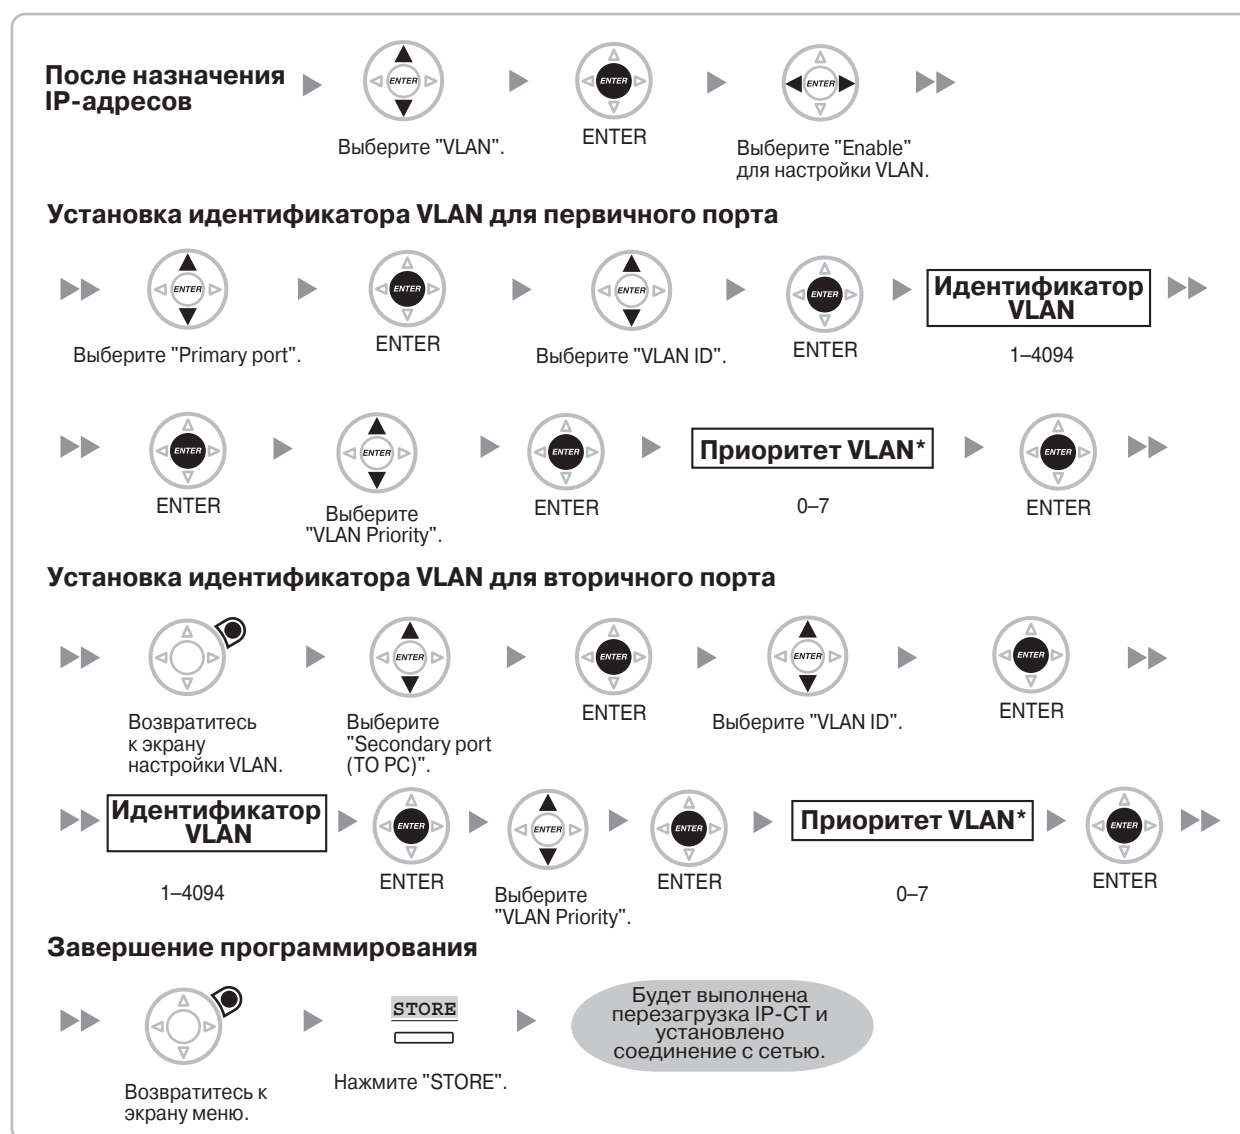 После назначения
IP-адресов
ENTER
ENTER
ENTER
Выберите "VLAN".
ENTER
Выберите "Enable"
для настройки VLAN.
Установка идентификатора VLAN для первичного порта
ENTER
ENTER
ENTER
ENTER
Идентификатор
VLAN
Выберите "Primary port".
ENTER
Выберите "VLAN ID".
ENTER
1–4094
ENTER
ENTER
ENTER
Приоритет VLAN*
ENTER
ENTER
Выберите
"VLAN Priority".
ENTER
0–7
ENTER
Установка идентификатора VLAN для вторичного порта
ENTER
ENTER
ENTER
ENTER
Возвратитесь
к экрану
настройки VLAN.
Выберите
"Secondary port
(TO PC)".
ENTER
Выберите "VLAN ID".
ENTER
Идентификатор
VLAN
ENTER
ENTER
ENTER
Приоритет VLAN*
ENTER
1–4094
ENTER
Выберите
"VLAN Priority".
ENTER
0–7
ENTER
Завершение программирования
STORE
Будет выполнена
перезагрузка IP-CT и
установлено
соединение с сетью.
Возвратитесь к
экрану меню.
Нажмите "STORE".